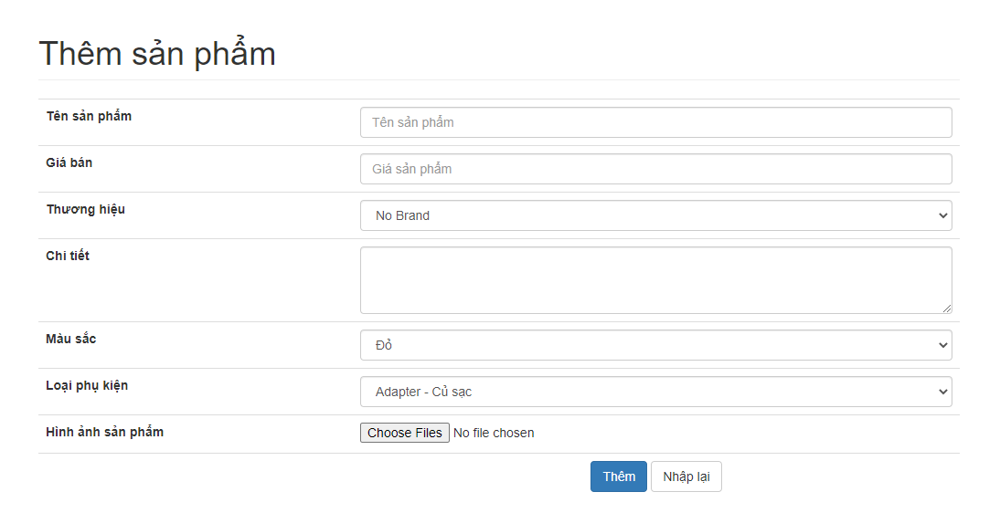 Thêm sản phẩm
Tên sản phẩm
Tên sản phẩm
Giá bán
Giá sản phẩm
Thương hiệu
No Brand
Chi tiết
Màu sắc
Đỏ
Loại phụ kiện
Adapter - Củ sạc
Hình ảnh sản phẩm
Choose Files No file chosen
Thêm
Nhập lại